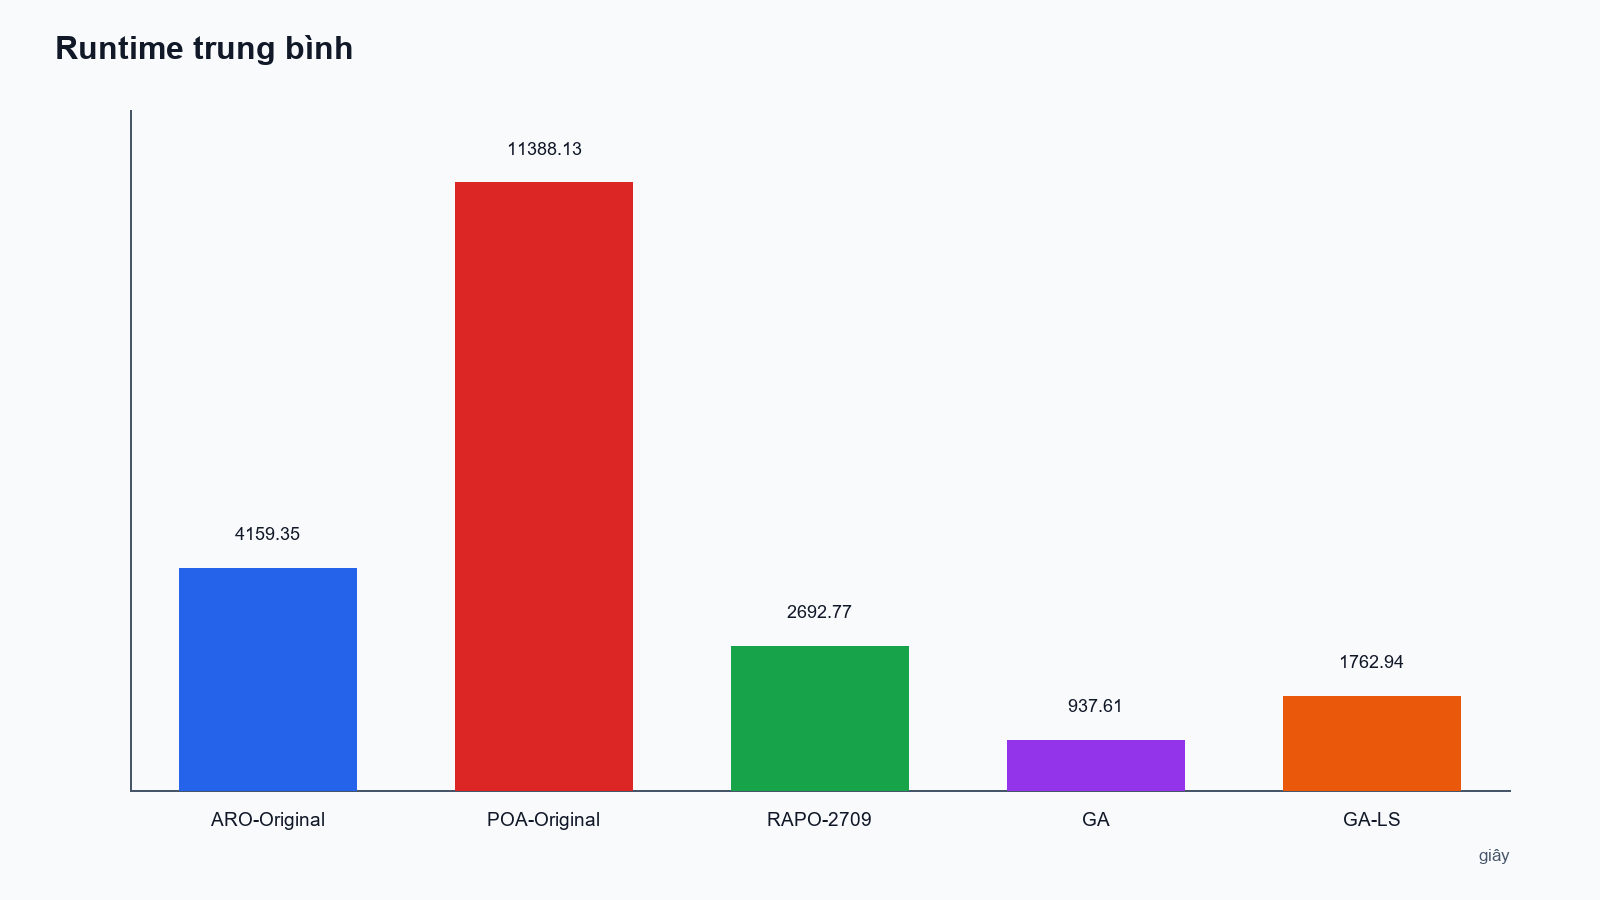 Runtime trung bình
11388.13
4159.35
2692.77
1762.94
937.61
ARO-Original
POA-Original
RAPO-2709
GA
GA-LS
giây